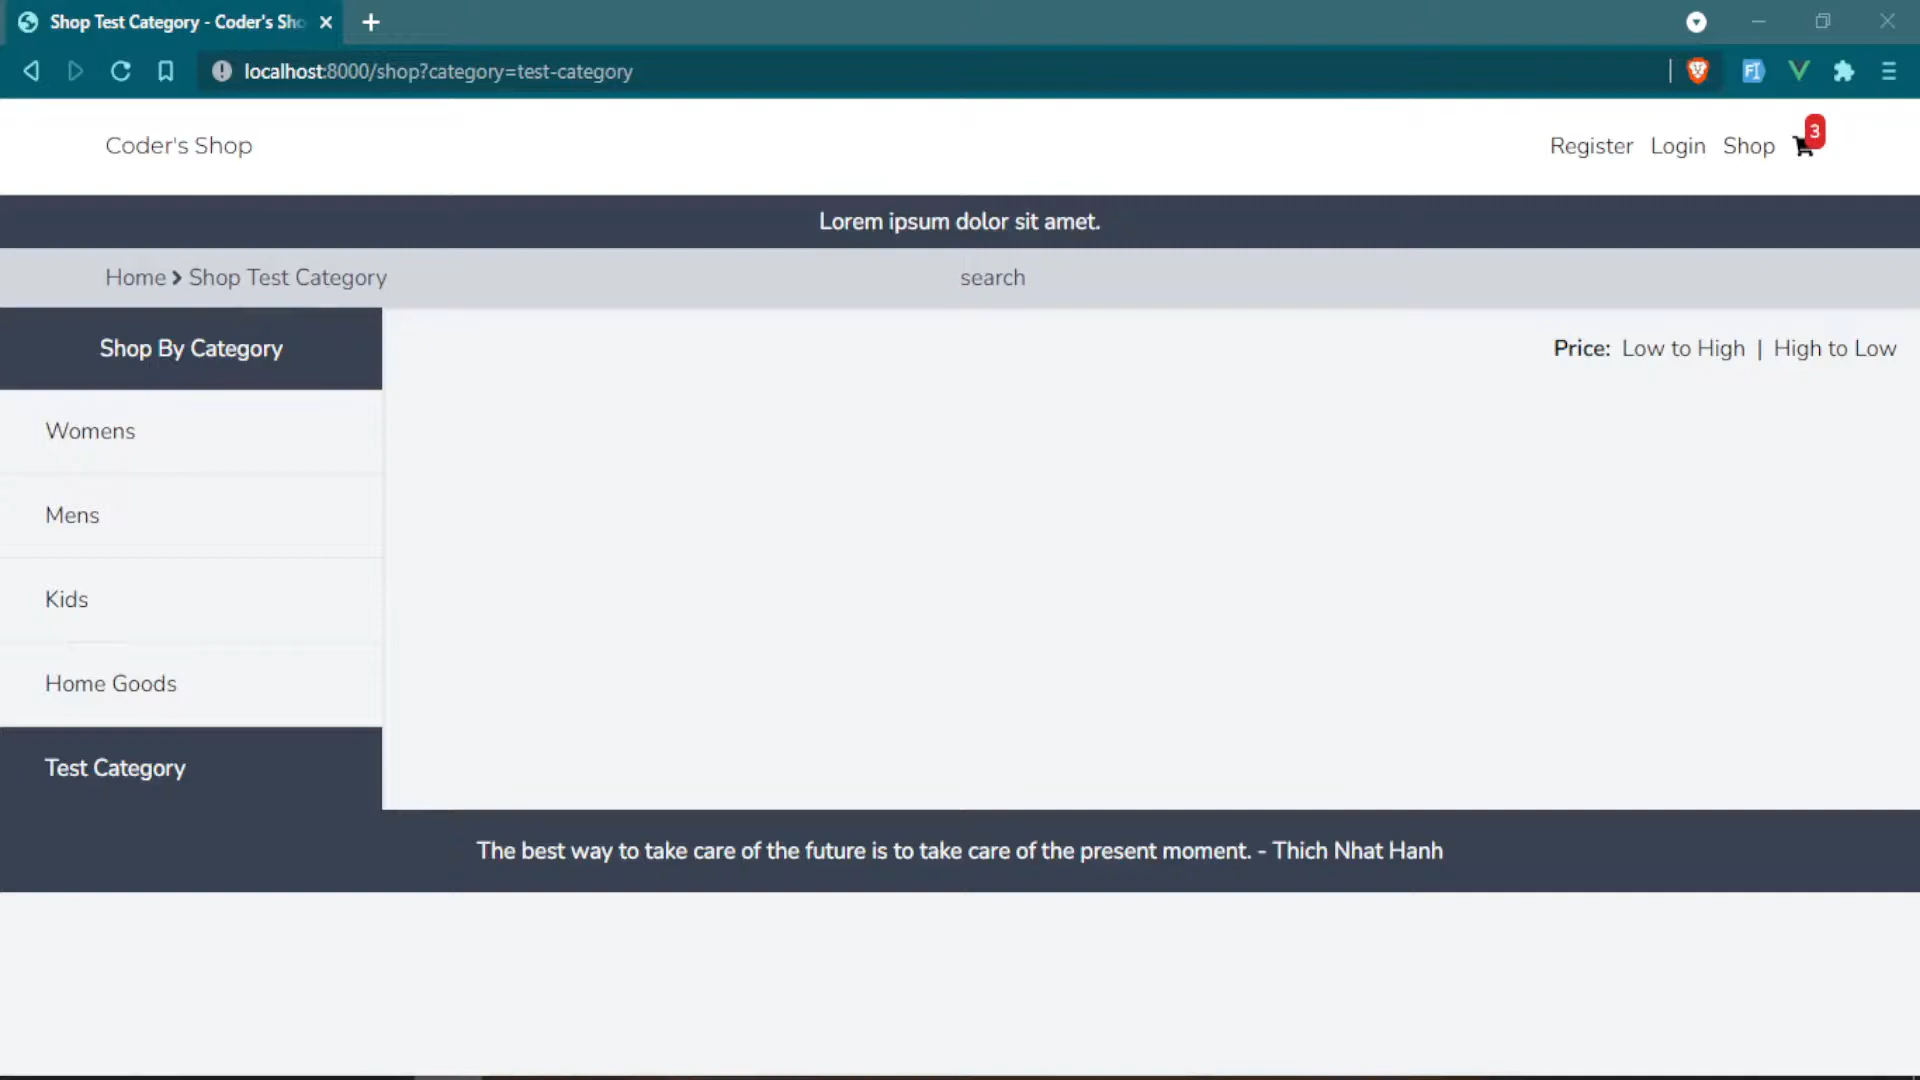 Shop Test Category - Coder's Sho
localhost:8000/shop?category=test-category
Coder's Shop
Register Login Shop 3
Lorem ipsum dolor sit amet.
Home Shop Test Category search
Shop By Category
Price: Low to High | High to Low
Womens
Mens
Kids
Home Goods
Test Category
The best way to take care of the future is to take care of the present moment. - Thich Nhat Hanh